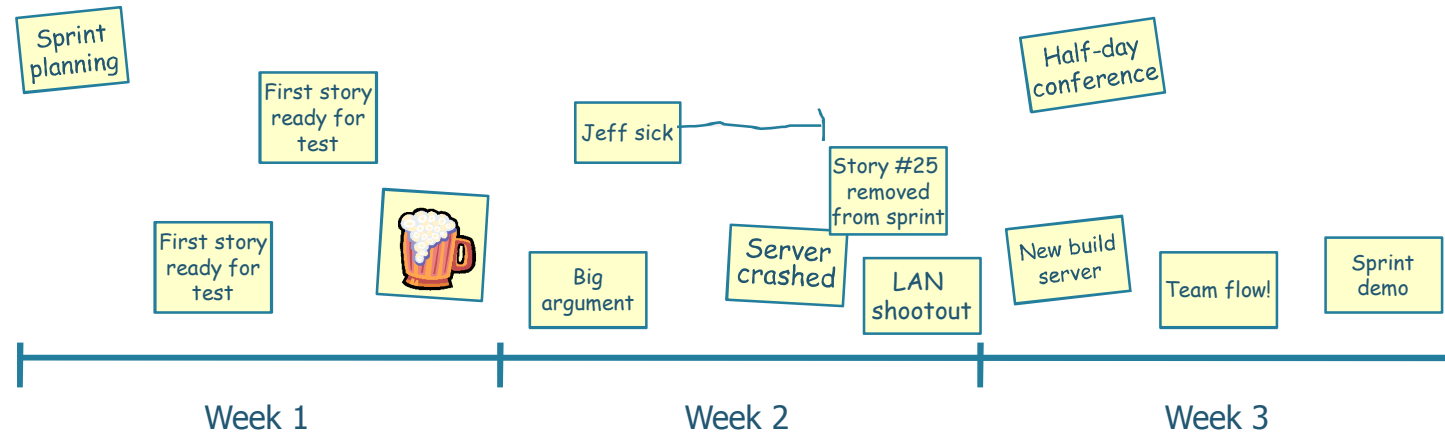 Sprint
planning
First story
ready for
test
First story
ready for
test
Jeff sick
Big
argument
Server
crashed
Story #25
removed
from sprint
LAN
shootout
Half-day
conference
New build
server
Team flow!
Sprint
demo
Week 1
Week 2
Week 3